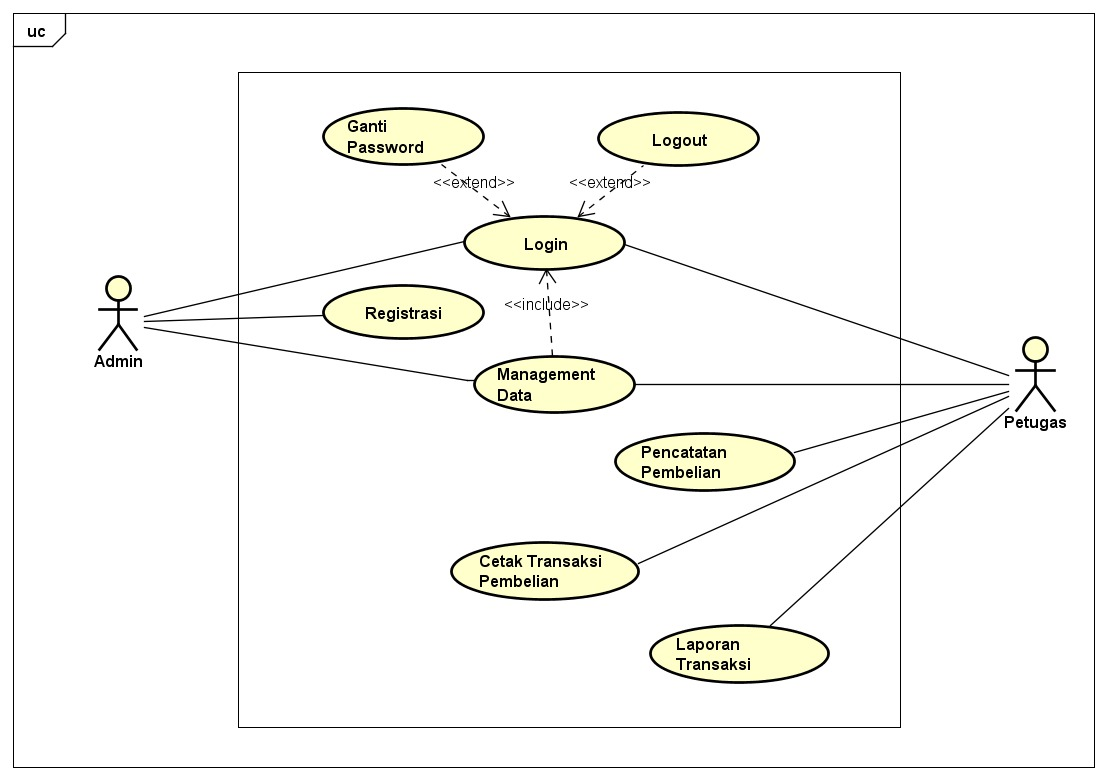 uc
Ganti
Password
Logout
<<extend>>
<<extend>>
Login
<<include>>
Registrasi
Admin
Management
Data
Petugas
Pencatatan
Pembelian
Cetak Transaksi
Pembelian
Laporan
Transaksi